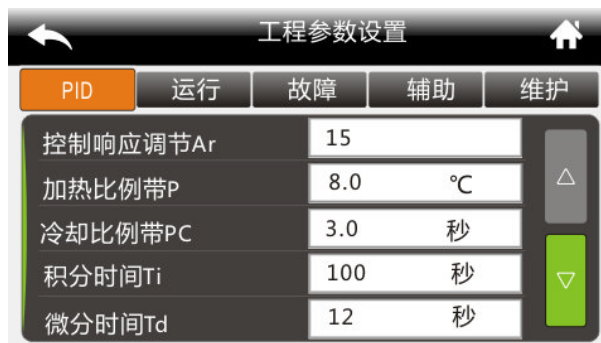 工程参数设置
PID 运行 故障 辅助 维护
控制响应调节Ar 15
加热比例带P 8.0 ℃
冷却比例带PC 3.0 秒
积分时间Ti 100 秒
微分时间Td 12 秒